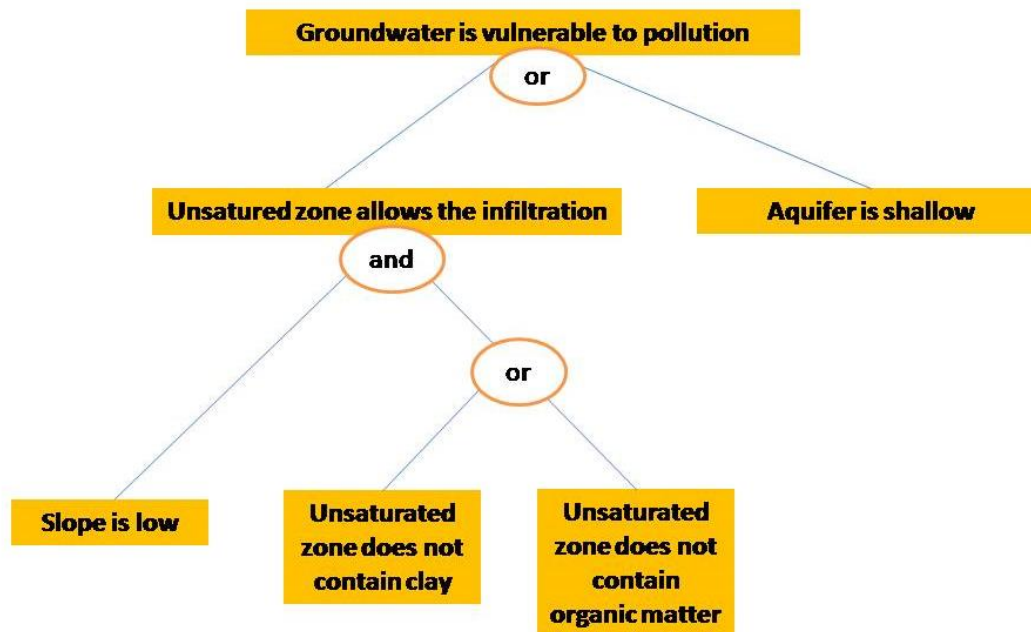 Groundwater is vulnerable to pollution
or
Unsatured zone allows the infiltration
Aquifer is shallow
and
or
Slope is low
Unsaturated
zone does not
contain clay
Unsaturated
zone does not
contain
organic matter